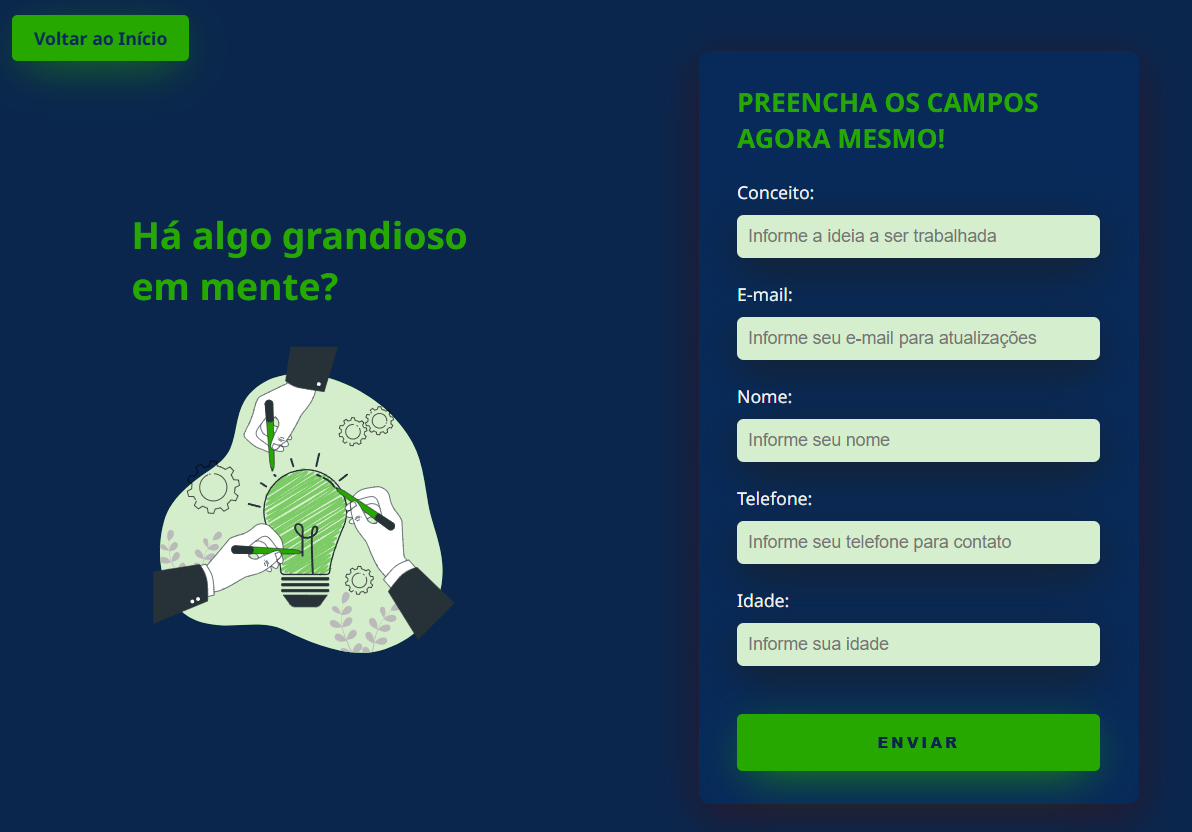 Voltar ao Início
Há algo grandioso
em mente?
PREENCHA OS CAMPOS
AGORA MESMO!
Conceito:
Informe a ideia a ser trabalhada
E-mail:
Informe seu e-mail para atualizações
Nome:
Informe seu nome
Telefone:
Informe seu telefone para contato
Idade:
Informe sua idade
ENVIAR